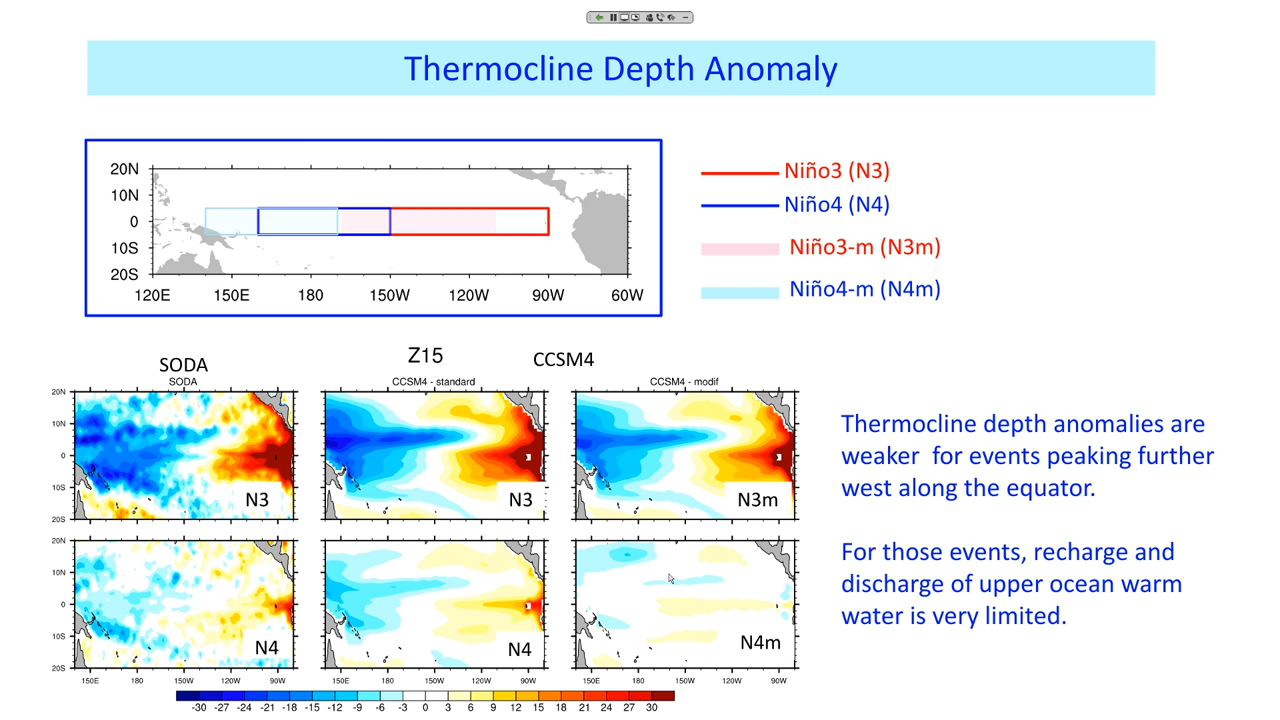 Thermocline Depth Anomaly
20N
10N
0
10S
20S
120E 150E 180 150W 120W 90W 60W
Niño3 (N3)
Niño4 (N4)
Niño3-m (N3m)
Niño4-m (N4m)
SODA Z15 CCSM4
SODA CCSM4 - standard CCSM4 - modif
20N
10N
0
10S
20S
N3 N3 N3m
20N
10N
0
10S
20S
N4 N4 N4m
150E 180 150W 120W 90W 150E 180 150W 120W 90W 150E 180 150W 120W 90W
-30 -27 -24 -21 -18 -15 -12 -9 -6 -3 0 3 6 9 12 15 18 21 24 27 30
Thermocline depth anomalies are
weaker for events peaking further
west along the equator.
For those events, recharge and
discharge of upper ocean warm
water is very limited.